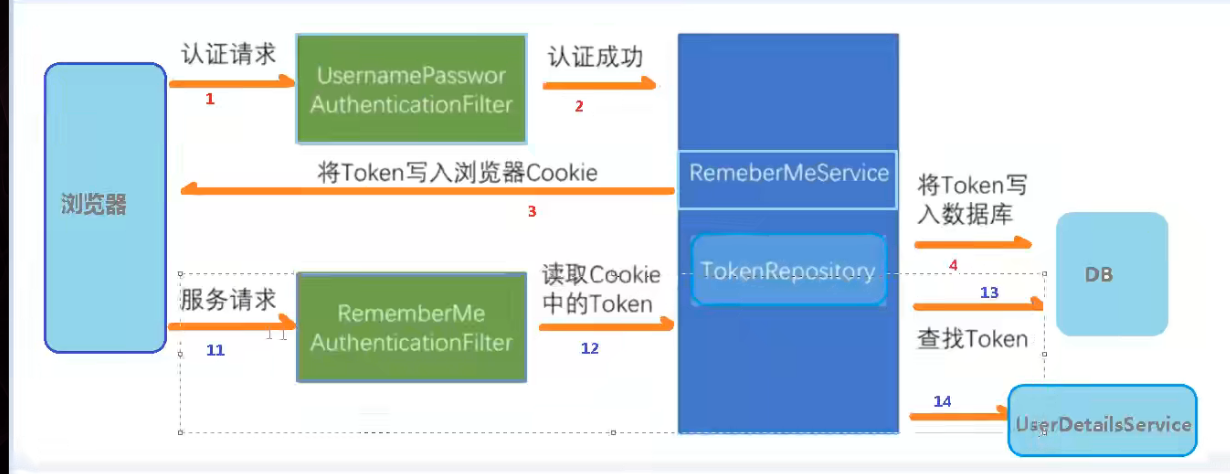 认证请求
1
UsernamePasswor
AuthenticationFilter
认证成功
2
将Token写入浏览器Cookie
3
RemeberMeService
浏览器
将Token写
入数据库
4
TokenRepository
DB
服务请求
11
RememberMe
AuthenticationFilter
读取Cookie
中的Token
12
13
查找Token
14
UserDetailsService